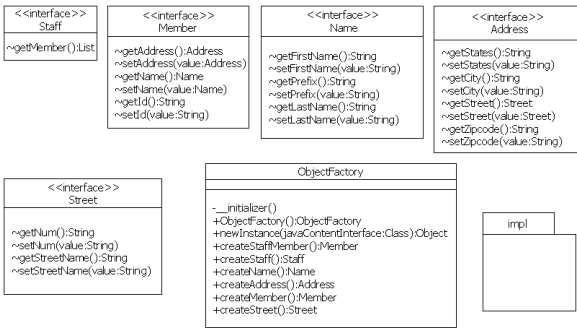 <<interface>>
Staff
~getMember():List
<<interface>>
Member
~getAddress():Address
~setAddress(value:Address)
~getName():Name
~setName(value:Name)
~getId():String
~setId(value:String)
<<interface>>
Name
~getFirstName():String
~setFirstName(value:String)
~getPrefix():String
~setPrefix(value:String)
~getLastName():String
~setLastName(value:String)
<<interface>>
Address
~getStates():String
~setStates(value:String)
~getCity():String
~setCity(value:String)
~getStreet():Street
~setStreet(value:Street)
~getZipcode():String
~setZipcode(value:String)
<<interface>>
Street
~getNum():String
~setNum(value:String)
~getStreetName():String
~setStreetName(value:String)
ObjectFactory
-__initializer()
+ObjectFactory():ObjectFactory
+newInstance(javaContentInterface:Class):Object
+createStaffMember():Member
+createStaff():Staff
+createName():Name
+createAddress():Address
+createMember():Member
+createStreet():Street
impl